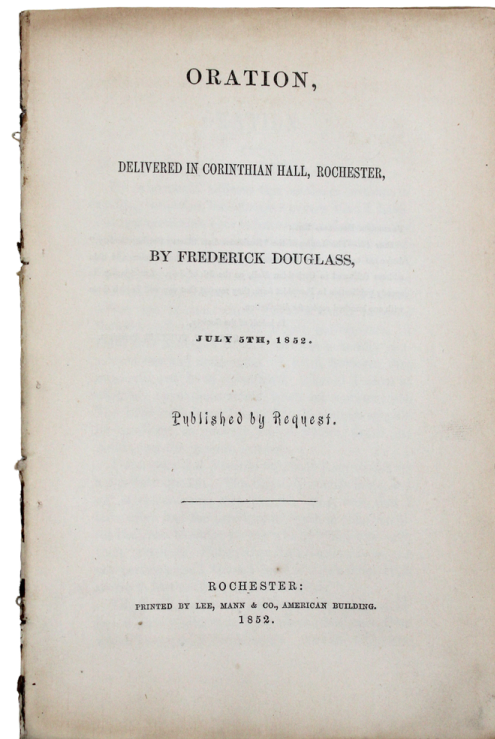 ORATION,
DELIVERED IN CORINTHIAN HALL, ROCHESTER,
BY FREDERICK DOUGLASS,
JULY 5TH, 1852.
Published by Request.
ROCHESTER:
PRINTED BY LEE, MANN & CO., AMERICAN BUILDING.
1852.